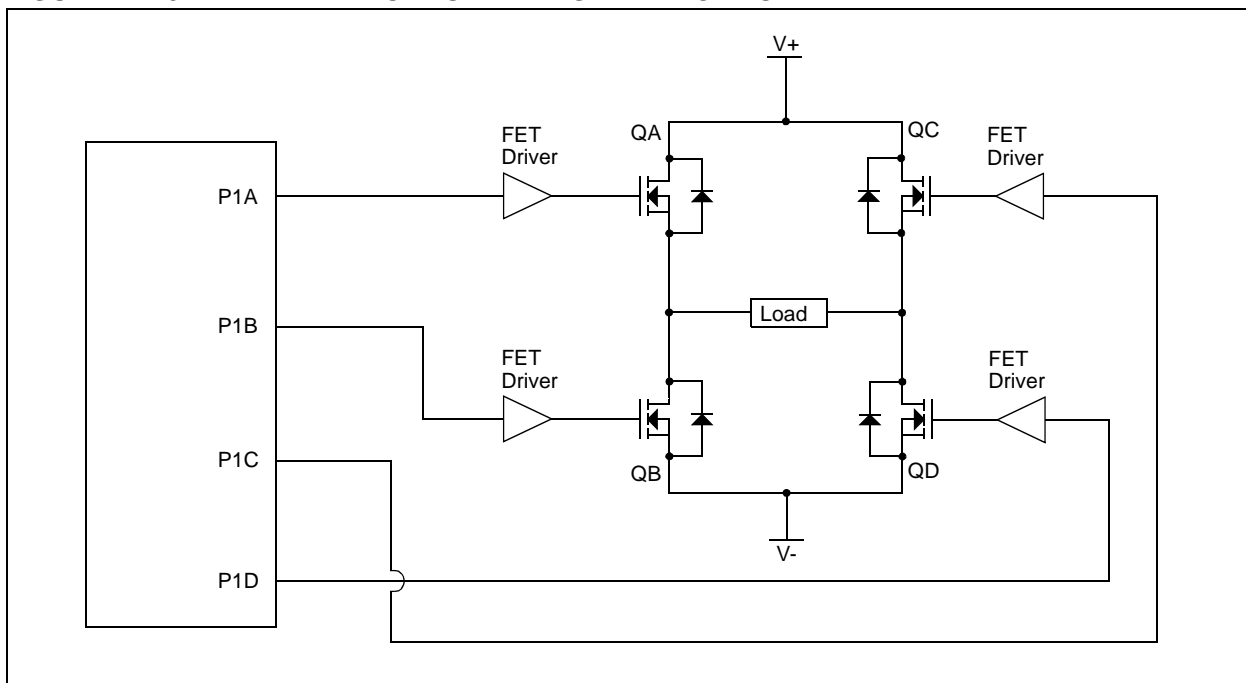 V+
FET
Driver
QA
QC
FET
Driver
P1A
P1B
FET
Driver
Load
FET
Driver
P1C
QB
QD
V-
P1D